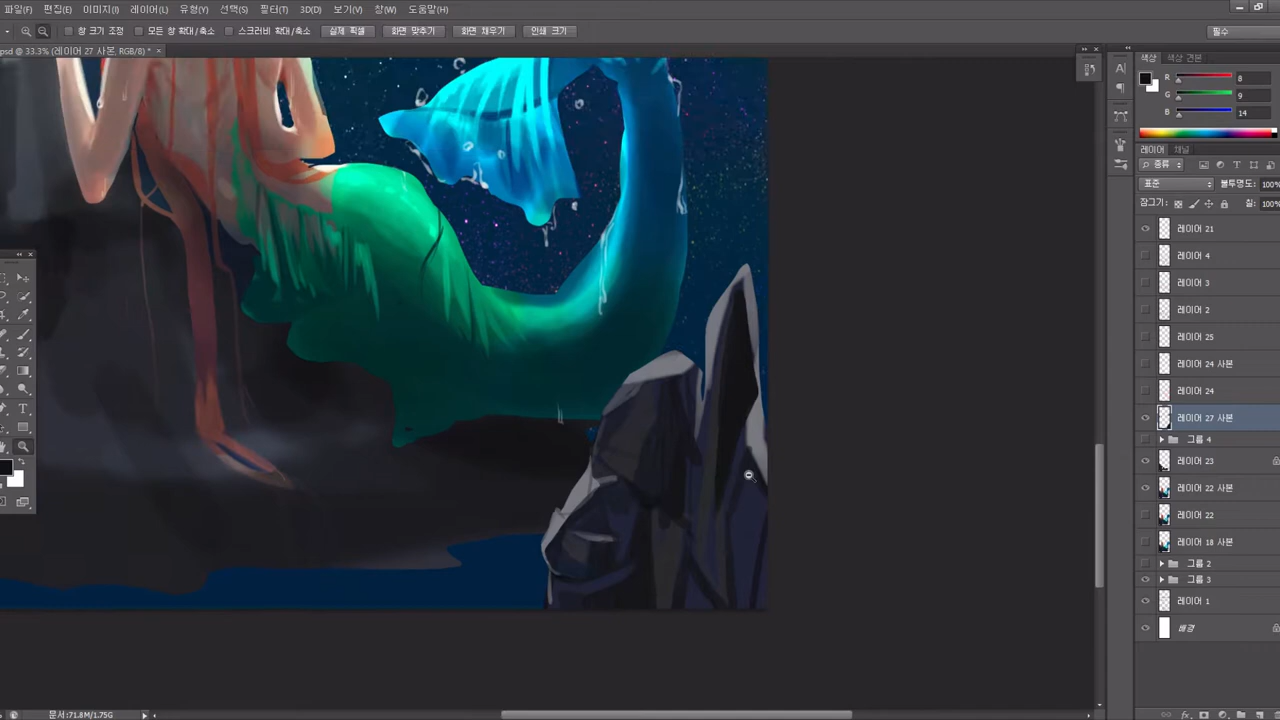 파일(F) 편집(E) 이미지(I) 레이어(L) 유형(Y) 선택(S) 필터(T) 3D(D) 보기(V) 창(W) 도움말(H)
창 크기 조정 모든 창 확대/축소 스크러비 확대/축소 실제 픽셀 화면 맞추기 화면 채우기 인쇄 크기 필수
psd @ 33.3% (레이어 27 사본, RGB/8) *
색상 색상 견본
R 8
G 9
B 14
레이어 채널
종류
표준 불투명도: 100%
잠그기: 칠: 100%
레이어 21
레이어 4
레이어 3
레이어 2
레이어 25
레이어 24 사본
레이어 24
레이어 27 사본
그룹 4
레이어 23
레이어 22 사본
레이어 22
레이어 18 사본
그룹 2
그룹 3
레이어 1
배경
문서:71.8M/1.75G